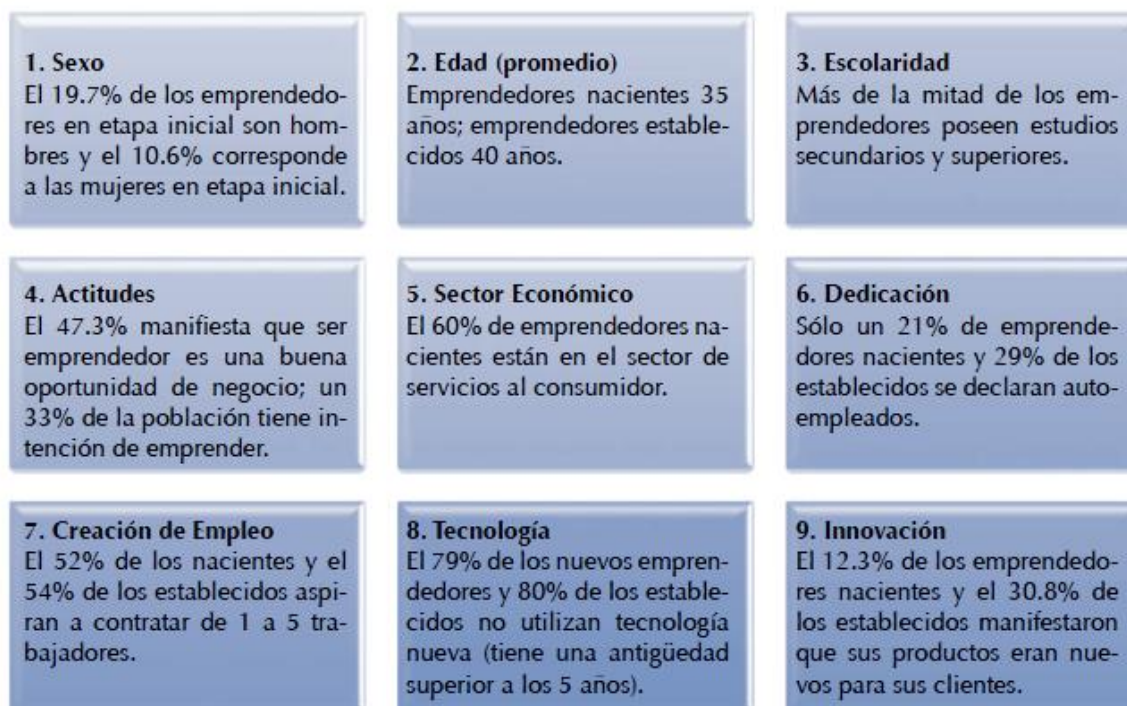 1. Sexo
El 19.7% de los emprendedo-
res en etapa inicial son hom-
bres y el 10.6% corresponde
a las mujeres en etapa inicial.
2. Edad (promedio)
Emprendedores nacientes 35
años; emprendedores estable-
cidos 40 años.
3. Escolaridad
Más de la mitad de los em-
prendedores poseen estudios
secundarios y superiores.
4. Actitudes
El 47.3% manifiesta que ser
emprendedor es una buena
oportunidad de negocio; un
33% de la población tiene in-
tención de emprender.
5. Sector Económico
El 60% de emprendedores na-
cientes están en el sector de
servicios al consumidor.
6. Dedicación
Sólo un 21% de emprende-
dores nacientes y 29% de los
establecidos se declaran auto-
empleados.
7. Creación de Empleo
El 52% de los nacientes y el
54% de los establecidos aspi-
ran a contratar de 1 a 5 tra-
bajadores.
8. Tecnología
El 79% de los nuevos empren-
dedores y 80% de los estable-
cidos no utilizan tecnología
nueva (tiene una antigüedad
superior a los 5 años).
9. Innovación
El 12.3% de los emprendedo-
res nacientes y el 30.8% de
los establecidos manifestaron
que sus productos eran nue-
vos para sus clientes.